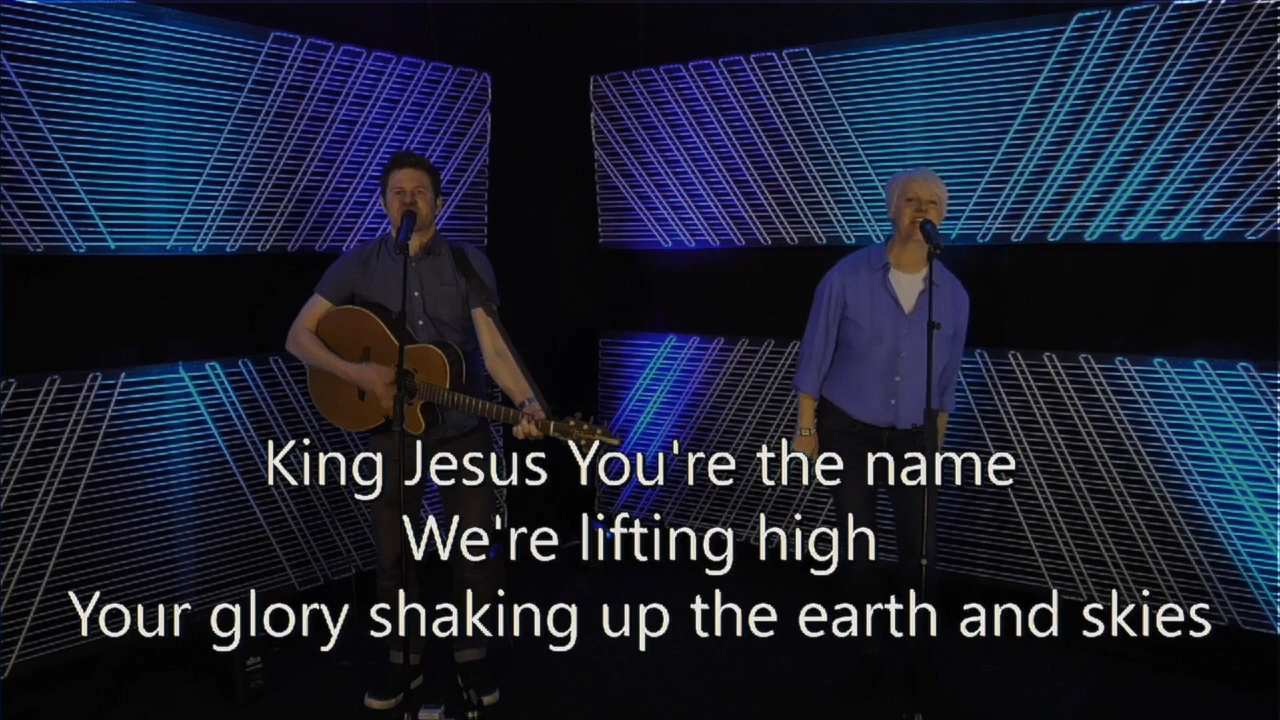 King Jesus You're the name
We're lifting high
Your glory shaking up the earth and skies